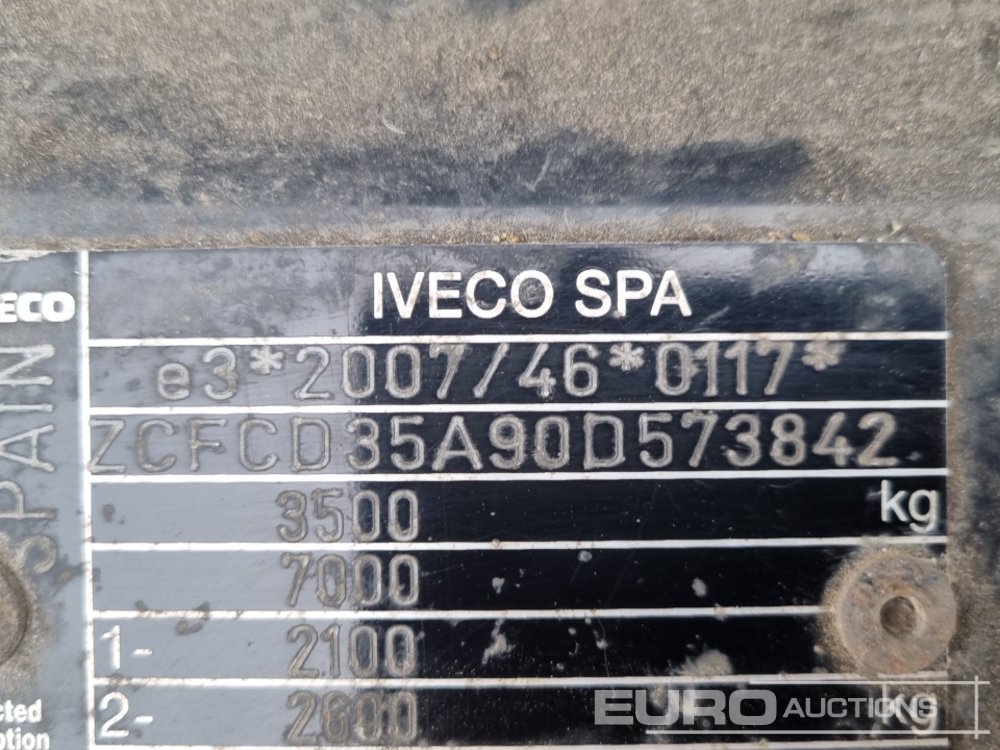 IVECO SPA
ECO
SPAIN
e3*2007/46*0117*
ZCFCD35A90D573842
3500 kg
7000
1- 2100
2- 2600 kg
cted
ption
EURO AUCTIONS